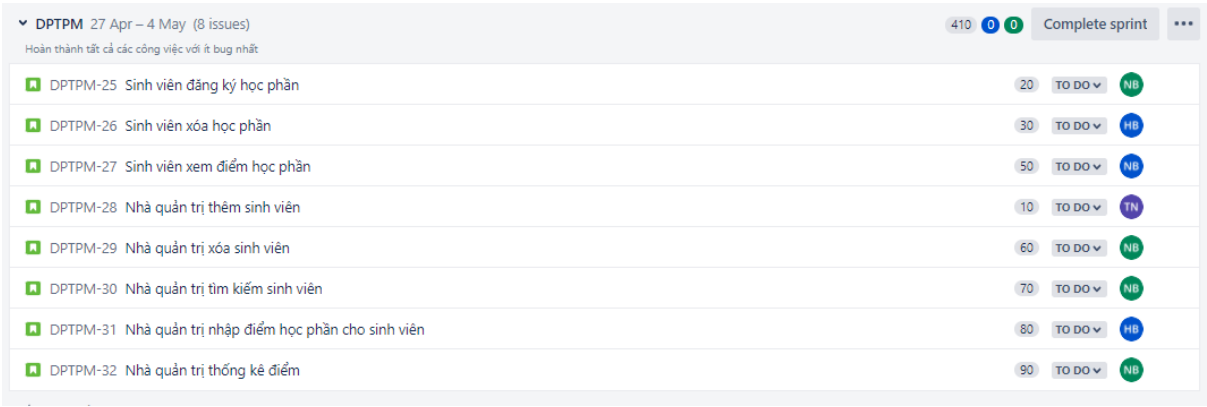 DPTPM 27 Apr – 4 May (8 issues) 410 0 0 Complete sprint
Hoàn thành tất cả các công việc với ít bug nhất
DPTPM-25 Sinh viên đăng ký học phần 20 TO DO NB
DPTPM-26 Sinh viên xóa học phần 30 TO DO HB
DPTPM-27 Sinh viên xem điểm học phần 50 TO DO NB
DPTPM-28 Nhà quản trị thêm sinh viên 10 TO DO TN
DPTPM-29 Nhà quản trị xóa sinh viên 60 TO DO NB
DPTPM-30 Nhà quản trị tìm kiếm sinh viên 70 TO DO NB
DPTPM-31 Nhà quản trị nhập điểm học phần cho sinh viên 80 TO DO HB
DPTPM-32 Nhà quản trị thống kê điểm 90 TO DO NB